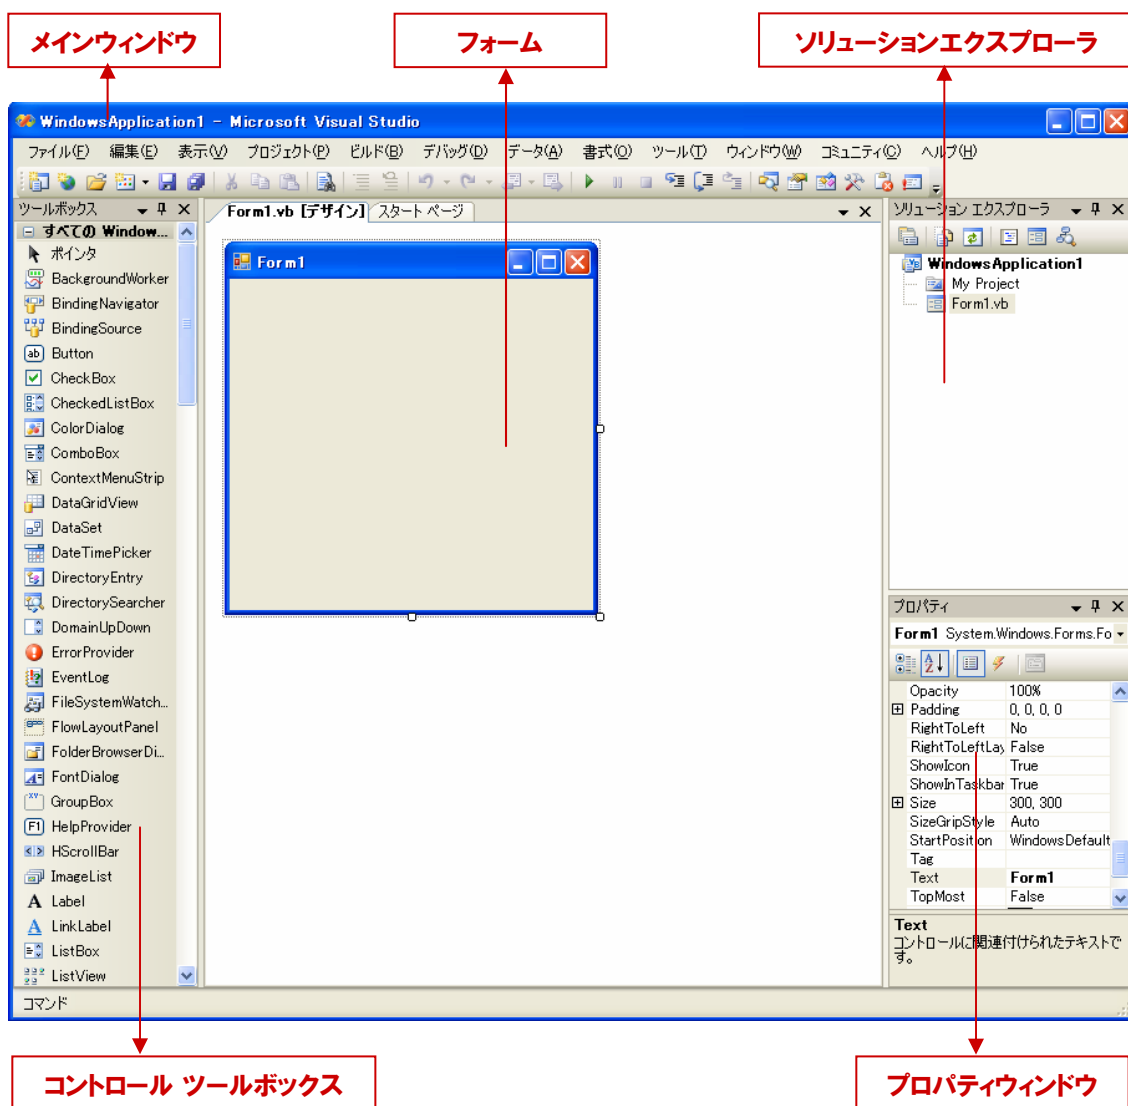 メインウィンドウ
フォーム
ソリューションエクスプローラ
WindowsApplication1 - Microsoft Visual Studio
ファイル(F) 編集(E) 表示(V) プロジェクト(P) ビルド(B) デバッグ(D) データ(A) 書式(O) ツール(T) ウィンドウ(W) コミュニティ(C) ヘルプ(H)
ツールボックス
すべての Window...
ポインタ
BackgroundWorker
BindingNavigator
BindingSource
ab Button
CheckBox
CheckedListBox
ColorDialog
ComboBox
ContextMenuStrip
DataGridView
DataSet
DateTimePicker
DirectoryEntry
DirectorySearcher
DomainUpDown
ErrorProvider
EventLog
FileSystemWatch...
FlowLayoutPanel
FolderBrowserDi...
FontDialog
GroupBox
F1 HelpProvider
HScrollBar
ImageList
A Label
A LinkLabel
ListBox
ListView
Form1.vb [デザイン] スタート ページ
Form1
ソリューション エクスプローラ
WindowsApplication1
My Project
Form1.vb
プロパティ
Form1 System.Windows.Forms.Fo
Opacity 100%
Padding 0, 0, 0, 0
RightToLeft No
RightToLeftLay False
ShowIcon True
ShowInTaskbar True
Size 300, 300
SizeGripStyle Auto
StartPosition WindowsDefault
Tag
Text Form1
TopMost False
Text
コントロールに関連付けられたテキストで
す。
コマンド
コントロール ツールボックス
プロパティウィンドウ